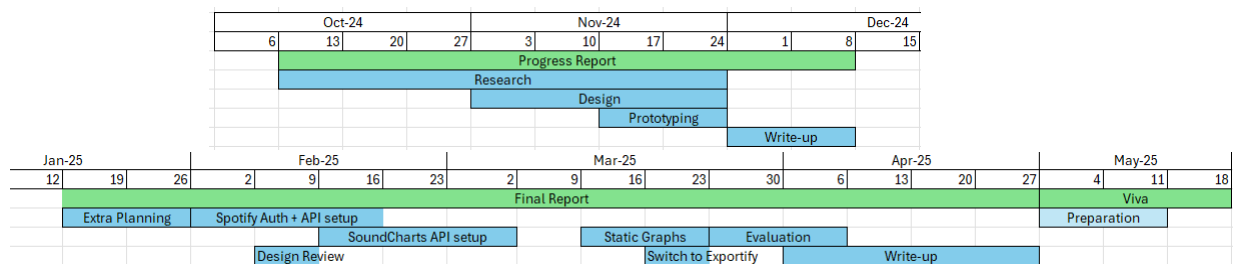 Oct-24 Nov-24 Dec-24
6 13 20 27 3 10 17 24 1 8 15
Progress Report
Research
Design
Prototyping
Write-up
Jan-25 Feb-25 Mar-25 Apr-25 May-25
12 19 26 2 9 16 23 2 9 16 23 30 6 13 20 27 4 11 18
Final Report Viva
Extra Planning Spotify Auth + API setup Preparation
SoundCharts API setup Static Graphs Evaluation
Design Review Switch to Exportify Write-up